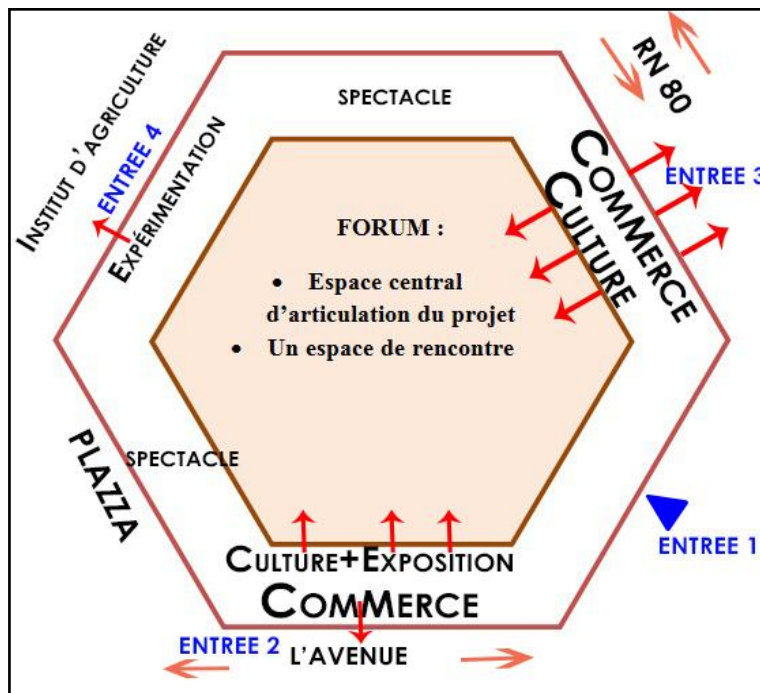 INSTITUT D'AGRICULTURE
ENTREE 4
EXPÉRIMENTATION
SPECTACLE
RN 80
COMMERCE
CULTURE
ENTREE 3
FORUM :
• Espace central
d'articulation du projet
• Un espace de rencontre
PLAZZA
SPECTACLE
CULTURE+EXPOSITION
COMMERCE
ENTREE 1
ENTREE 2
L'AVENUE